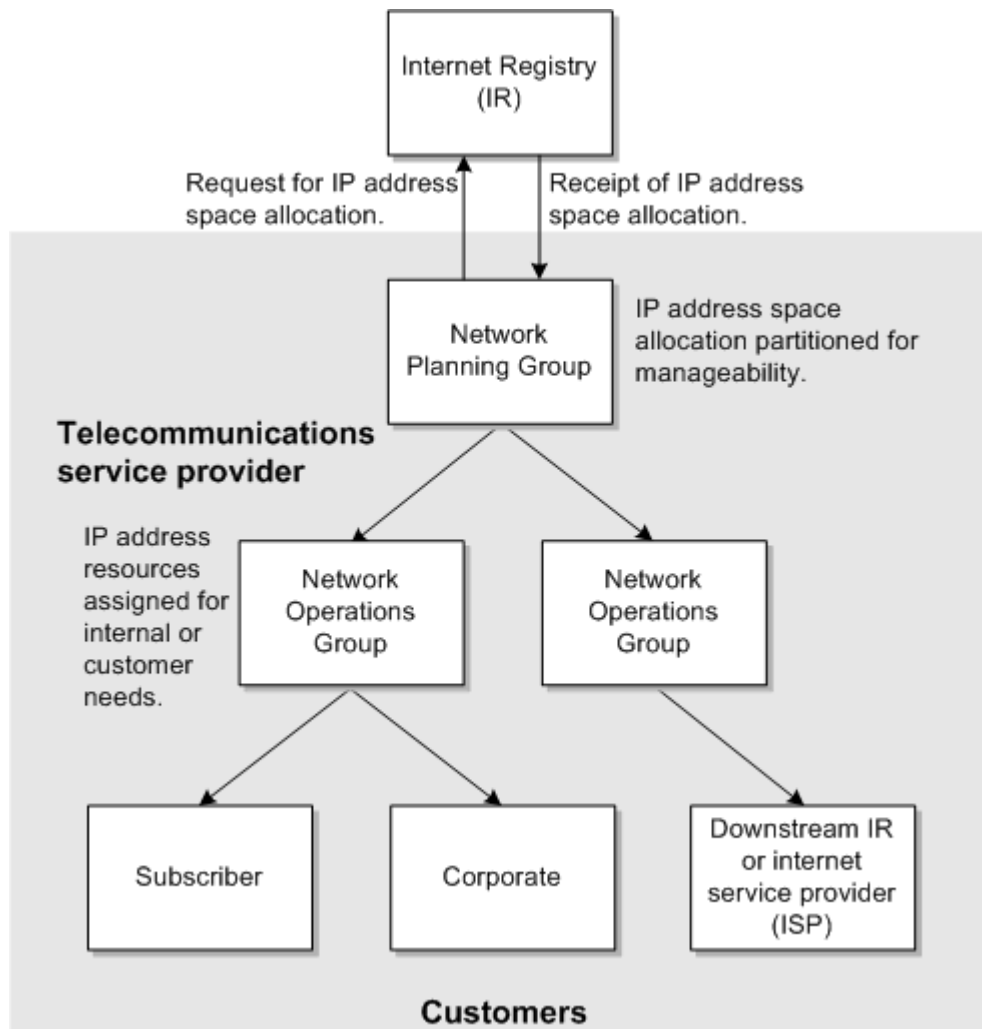 Internet Registry
(IR)
Request for IP address
space allocation.
Receipt of IP address
space allocation.
Network
Planning Group
IP address space
allocation partitioned for
manageability.
Telecommunications
service provider
IP address
resources
assigned for
internal or
customer
needs.
Network
Operations
Group
Network
Operations
Group
Subscriber
Corporate
Downstream IR
or internet
service provider
(ISP)
Customers